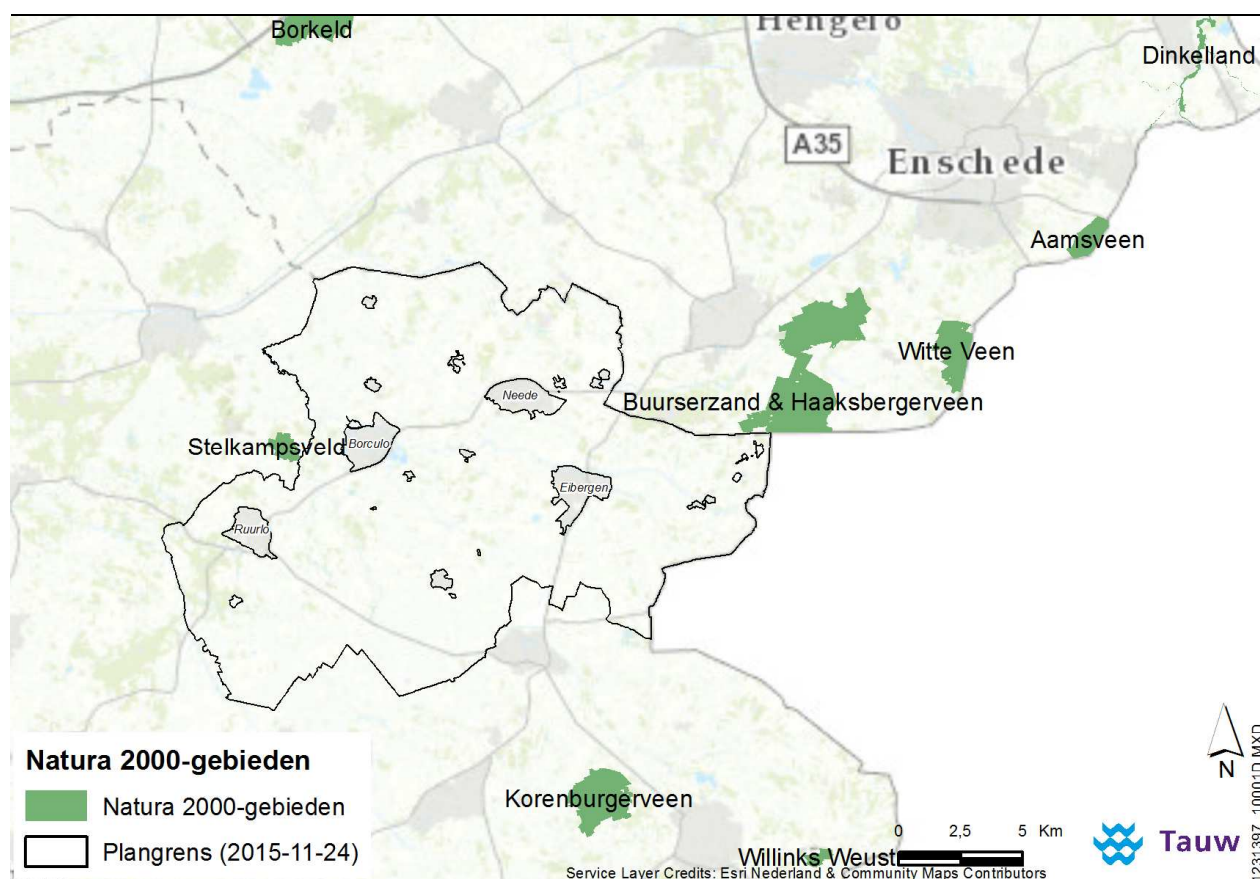 Borkeld
Hengelo
Dinkelland
A35
Enschede
Aamsveen
Witte Veen
Buurserzand & Haaksbergerveen
Neede
Stelkampsveld
Borculo
Eibergen
Ruurlo
Natura 2000-gebieden
Natura 2000-gebieden
Plangrens (2015-11-24)
Korenburgerveen
Willinks Weust
0 2,5 5 Km
Service Layer Credits: Esri Nederland & Community Maps Contributors
N
Tauw